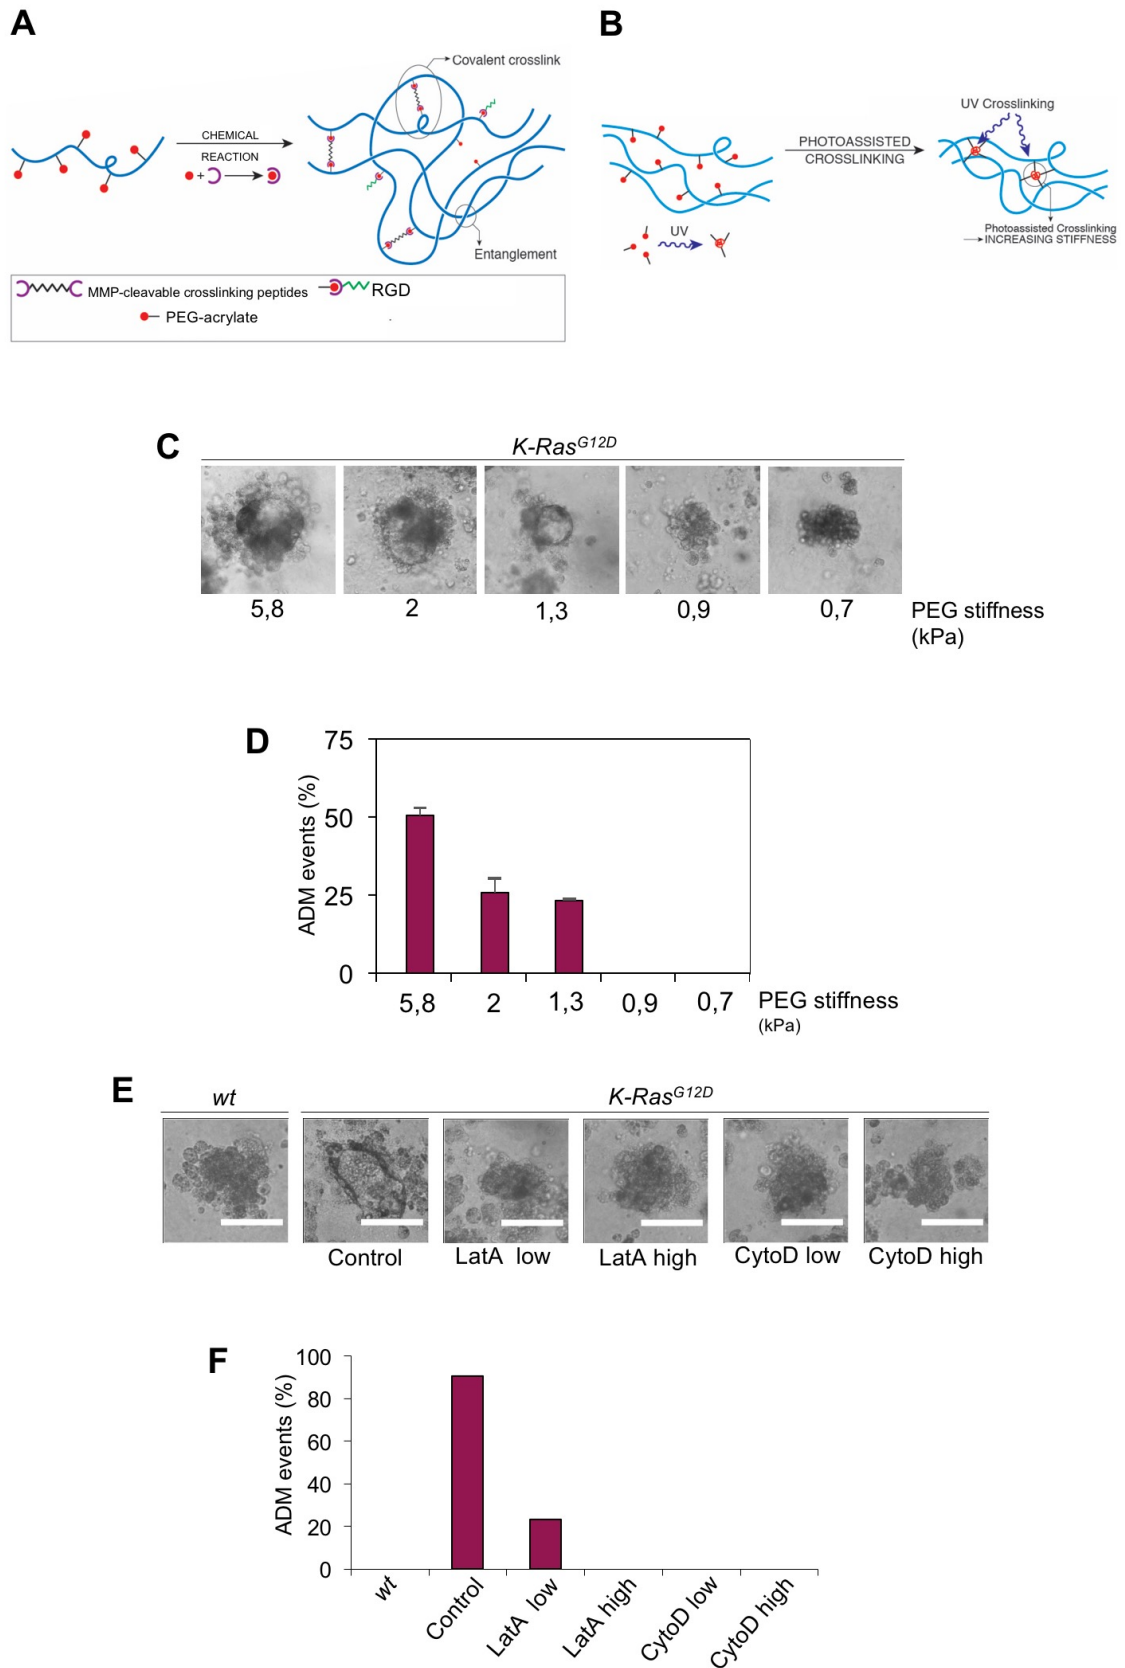 A
B
Covalent crosslink
CHEMICAL
REACTION
+
Entanglement
MMP-cleavable crosslinking peptides
RGD
PEG-acrylate
UV Crosslinking
PHOTOASSISTED
CROSSLINKING
UV
Photoassisted Crosslinking
INCREASING STIFFNESS
C
K-RasG12D
5,8 2 1,3 0,9 0,7 PEG stiffness
(kPa)
D
ADM events (%)
75
50
25
0
5,8 2 1,3 0,9 0,7 PEG stiffness
(kPa)
E
wt K-RasG12D
Control LatA low LatA high CytoD low CytoD high
F
ADM events (%)
100
80
60
40
20
0
wt Control LatA low LatA high CytoD low CytoD high